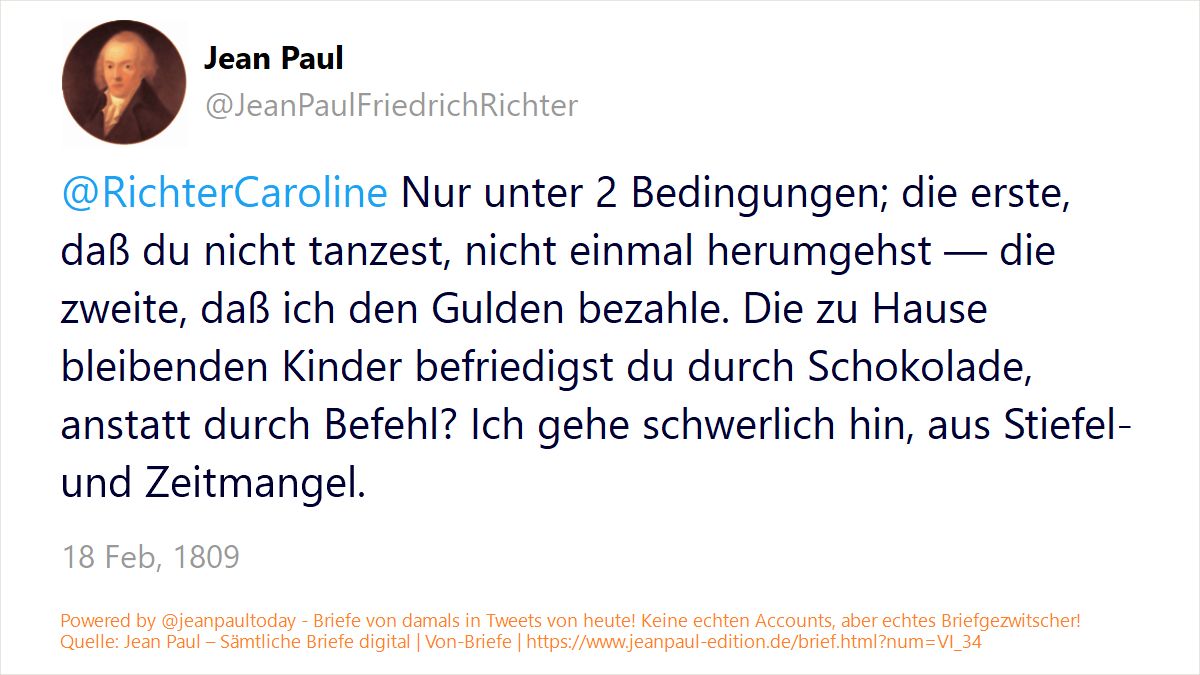 Jean Paul
@JeanPaulFriedrichRichter
@RichterCaroline Nur unter 2 Bedingungen; die erste,
daß du nicht tanzest, nicht einmal herumgehst — die
zweite, daß ich den Gulden bezahle. Die zu Hause
bleibenden Kinder befriedigst du durch Schokolade,
anstatt durch Befehl? Ich gehe schwerlich hin, aus Stiefel-
und Zeitmangel.
18 Feb, 1809
Powered by @jeanpaultoday - Briefe von damals in Tweets von heute! Keine echten Accounts, aber echtes Briefgezwitscher!
Quelle: Jean Paul – Sämtliche Briefe digital | Von-Briefe | https://www.jeanpaul-edition.de/brief.html?num=VI_34